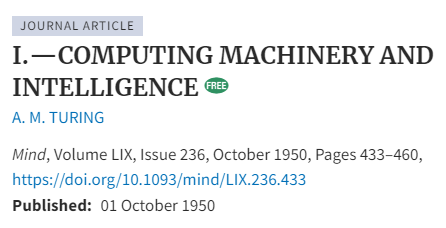 JOURNAL ARTICLE
I.—COMPUTING MACHINERY AND
INTELLIGENCE FREE
A. M. TURING
Mind, Volume LIX, Issue 236, October 1950, Pages 433–460,
https://doi.org/10.1093/mind/LIX.236.433
Published: 01 October 1950